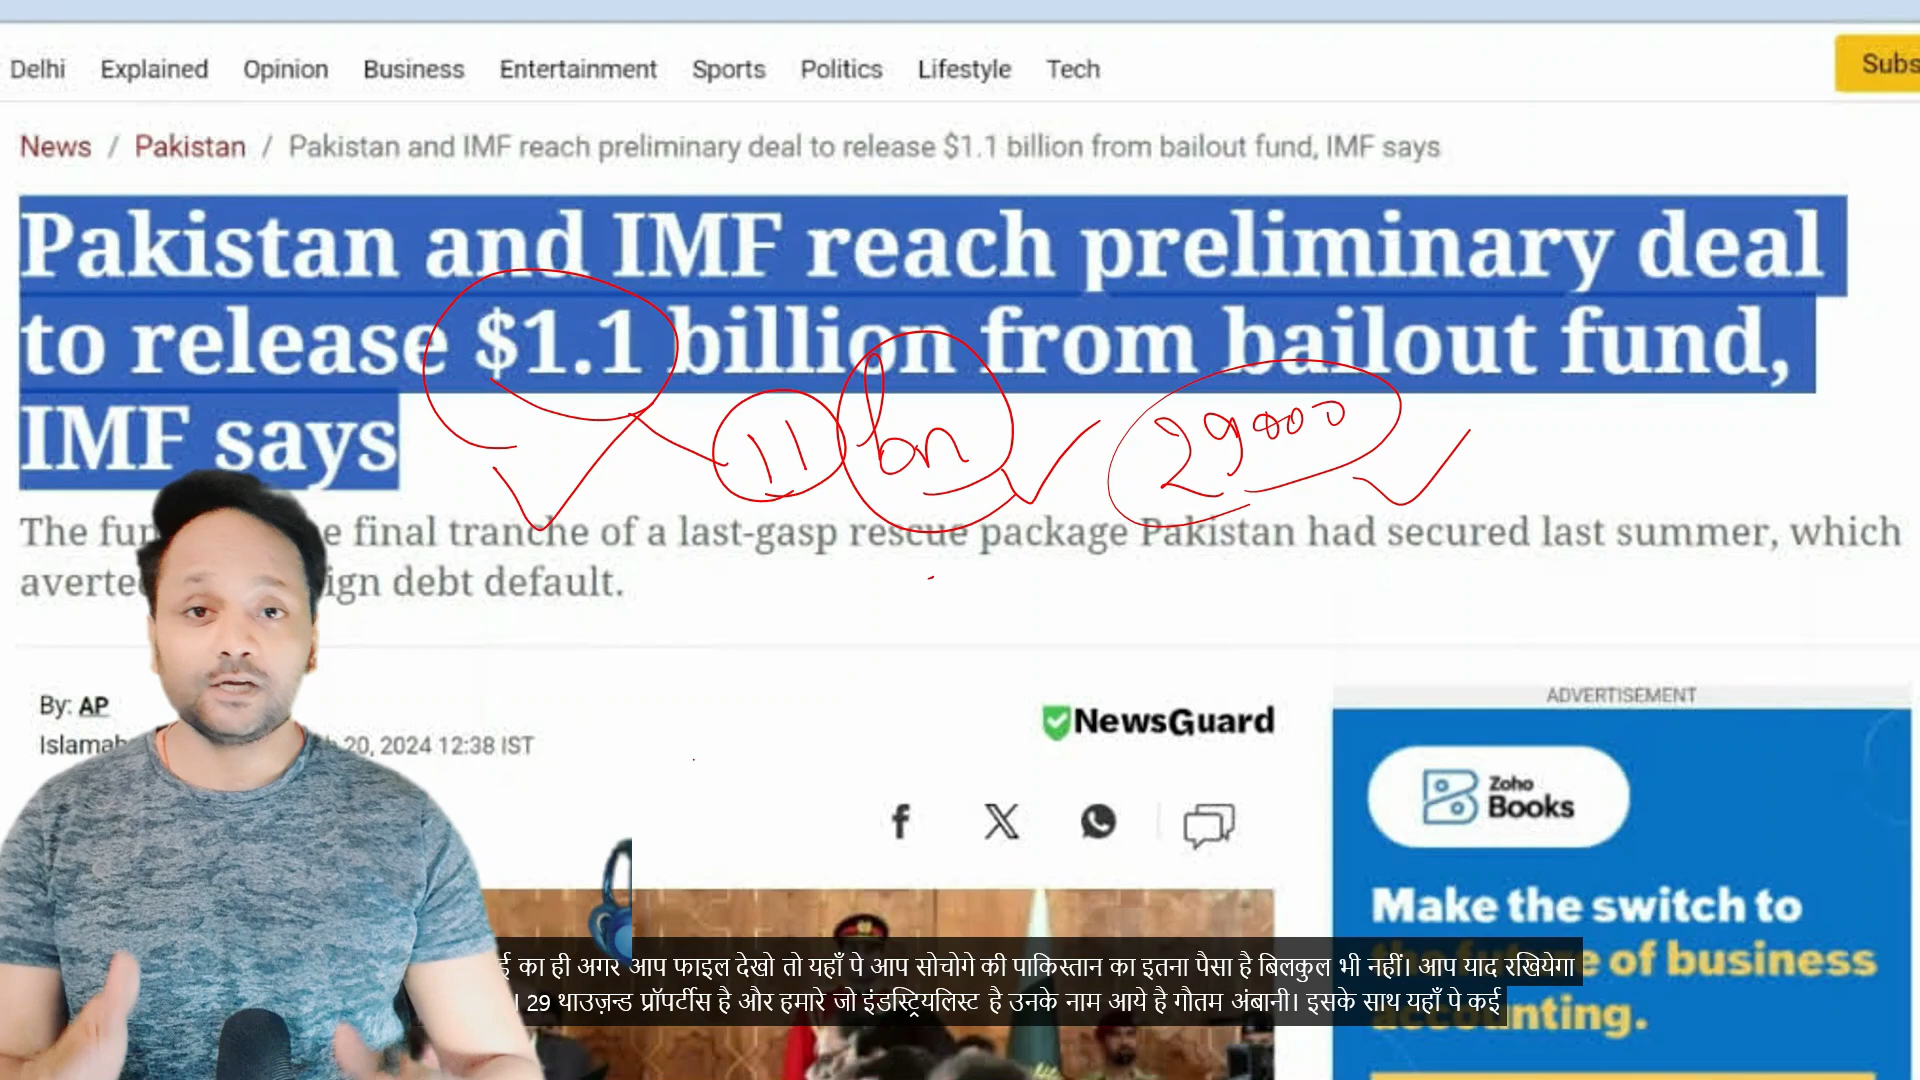 Delhi Explained Opinion Business Entertainment Sports Politics Lifestyle Tech Subs
News / Pakistan / Pakistan and IMF reach preliminary deal to release $1.1 billion from bailout fund, IMF says
Pakistan and IMF reach preliminary deal
to release $1.1 billion from bailout fund,
IMF says
11 bn 29000
The fun e final tranche of a last-gasp rescue package Pakistan had secured last summer, which
averte ign debt default.
By: AP
Islamab 20, 2024 12:38 IST
NewsGuard
ADVERTISEMENT
Zoho
Books
Make the switch to
of business
nting.
का ही अगर आप फाइल देखो तो यहाँ पे आप सोचोगे की पाकिस्तान का इतना पैसा है बिलकुल भी नहीं। आप याद रखियेगा
। 29 थाउज़न्ड प्रॉपर्टीस है और हमारे जो इंडस्ट्रियलिस्ट है उनके नाम आये है गौतम अंबानी। इसके साथ यहाँ पे कई